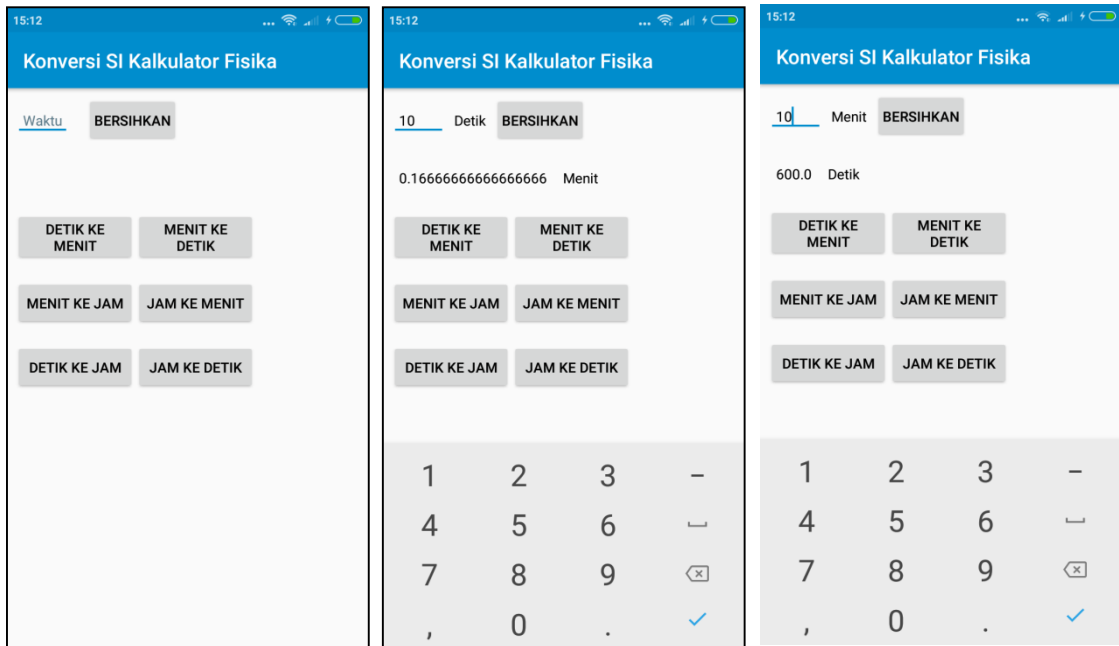 15:12
Konversi SI Kalkulator Fisika
Waktu BERSIHKAN
DETIK KE MENIT MENIT KE DETIK
MENIT KE JAM JAM KE MENIT
DETIK KE JAM JAM KE DETIK
15:12
Konversi SI Kalkulator Fisika
10 Detik BERSIHKAN
0.16666666666666666 Menit
DETIK KE MENIT MENIT KE DETIK
MENIT KE JAM JAM KE MENIT
DETIK KE JAM JAM KE DETIK
1 2 3 -
4 5 6
7 8 9
, 0 .
15:12
Konversi SI Kalkulator Fisika
10 Menit BERSIHKAN
600.0 Detik
DETIK KE MENIT MENIT KE DETIK
MENIT KE JAM JAM KE MENIT
DETIK KE JAM JAM KE DETIK
1 2 3 -
4 5 6
7 8 9
, 0 .